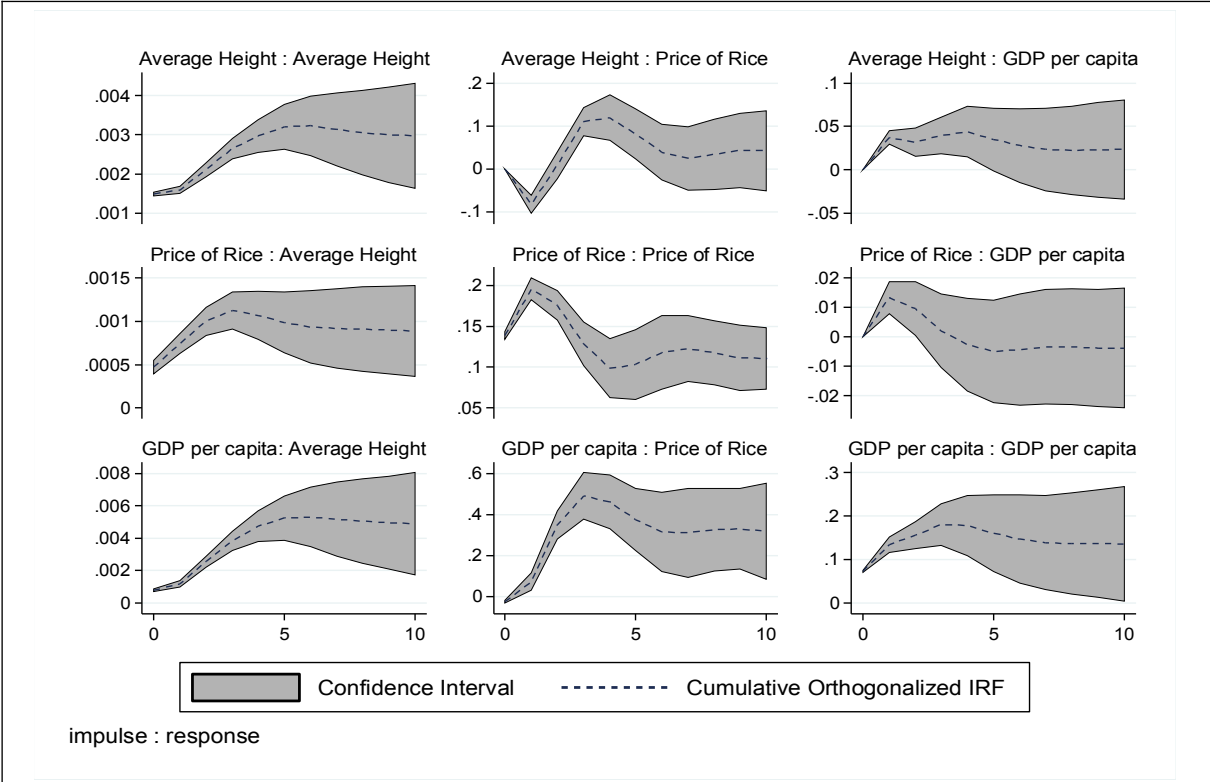 Average Height : Average Height
Average Height : Price of Rice
Average Height : GDP per capita
.004
.003
.002
.001
.2
.1
0
-.1
.1
.05
0
-.05
Price of Rice : Average Height
Price of Rice : Price of Rice
Price of Rice : GDP per capita
.0015
.001
.0005
0
.2
.15
.1
.05
.02
.01
0
-.01
-.02
GDP per capita: Average Height
GDP per capita : Price of Rice
GDP per capita : GDP per capita
.008
.006
.004
.002
0
.6
.4
.2
0
.3
.2
.1
0
0 5 10
0 5 10
0 5 10
Confidence Interval
Cumulative Orthogonalized IRF
impulse : response